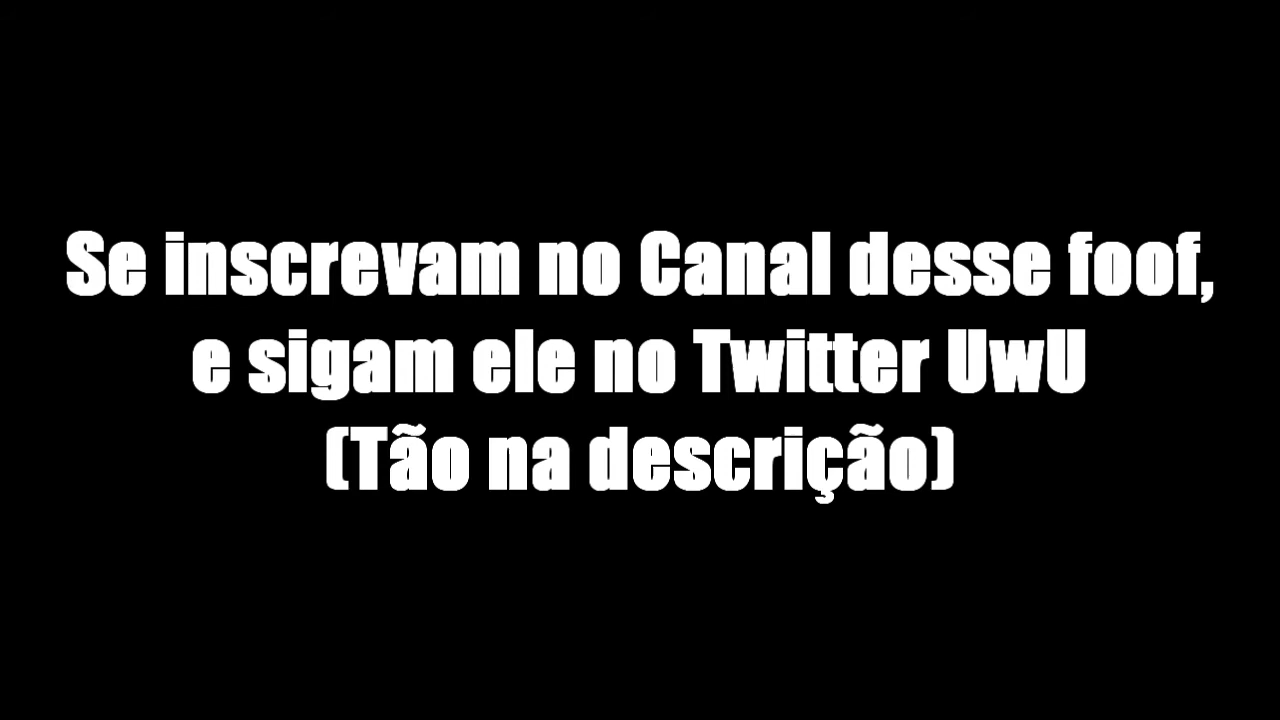 Se inscrevam no Canal desse foof,
e sigam ele no Twitter UwU
(Tão na descrição)